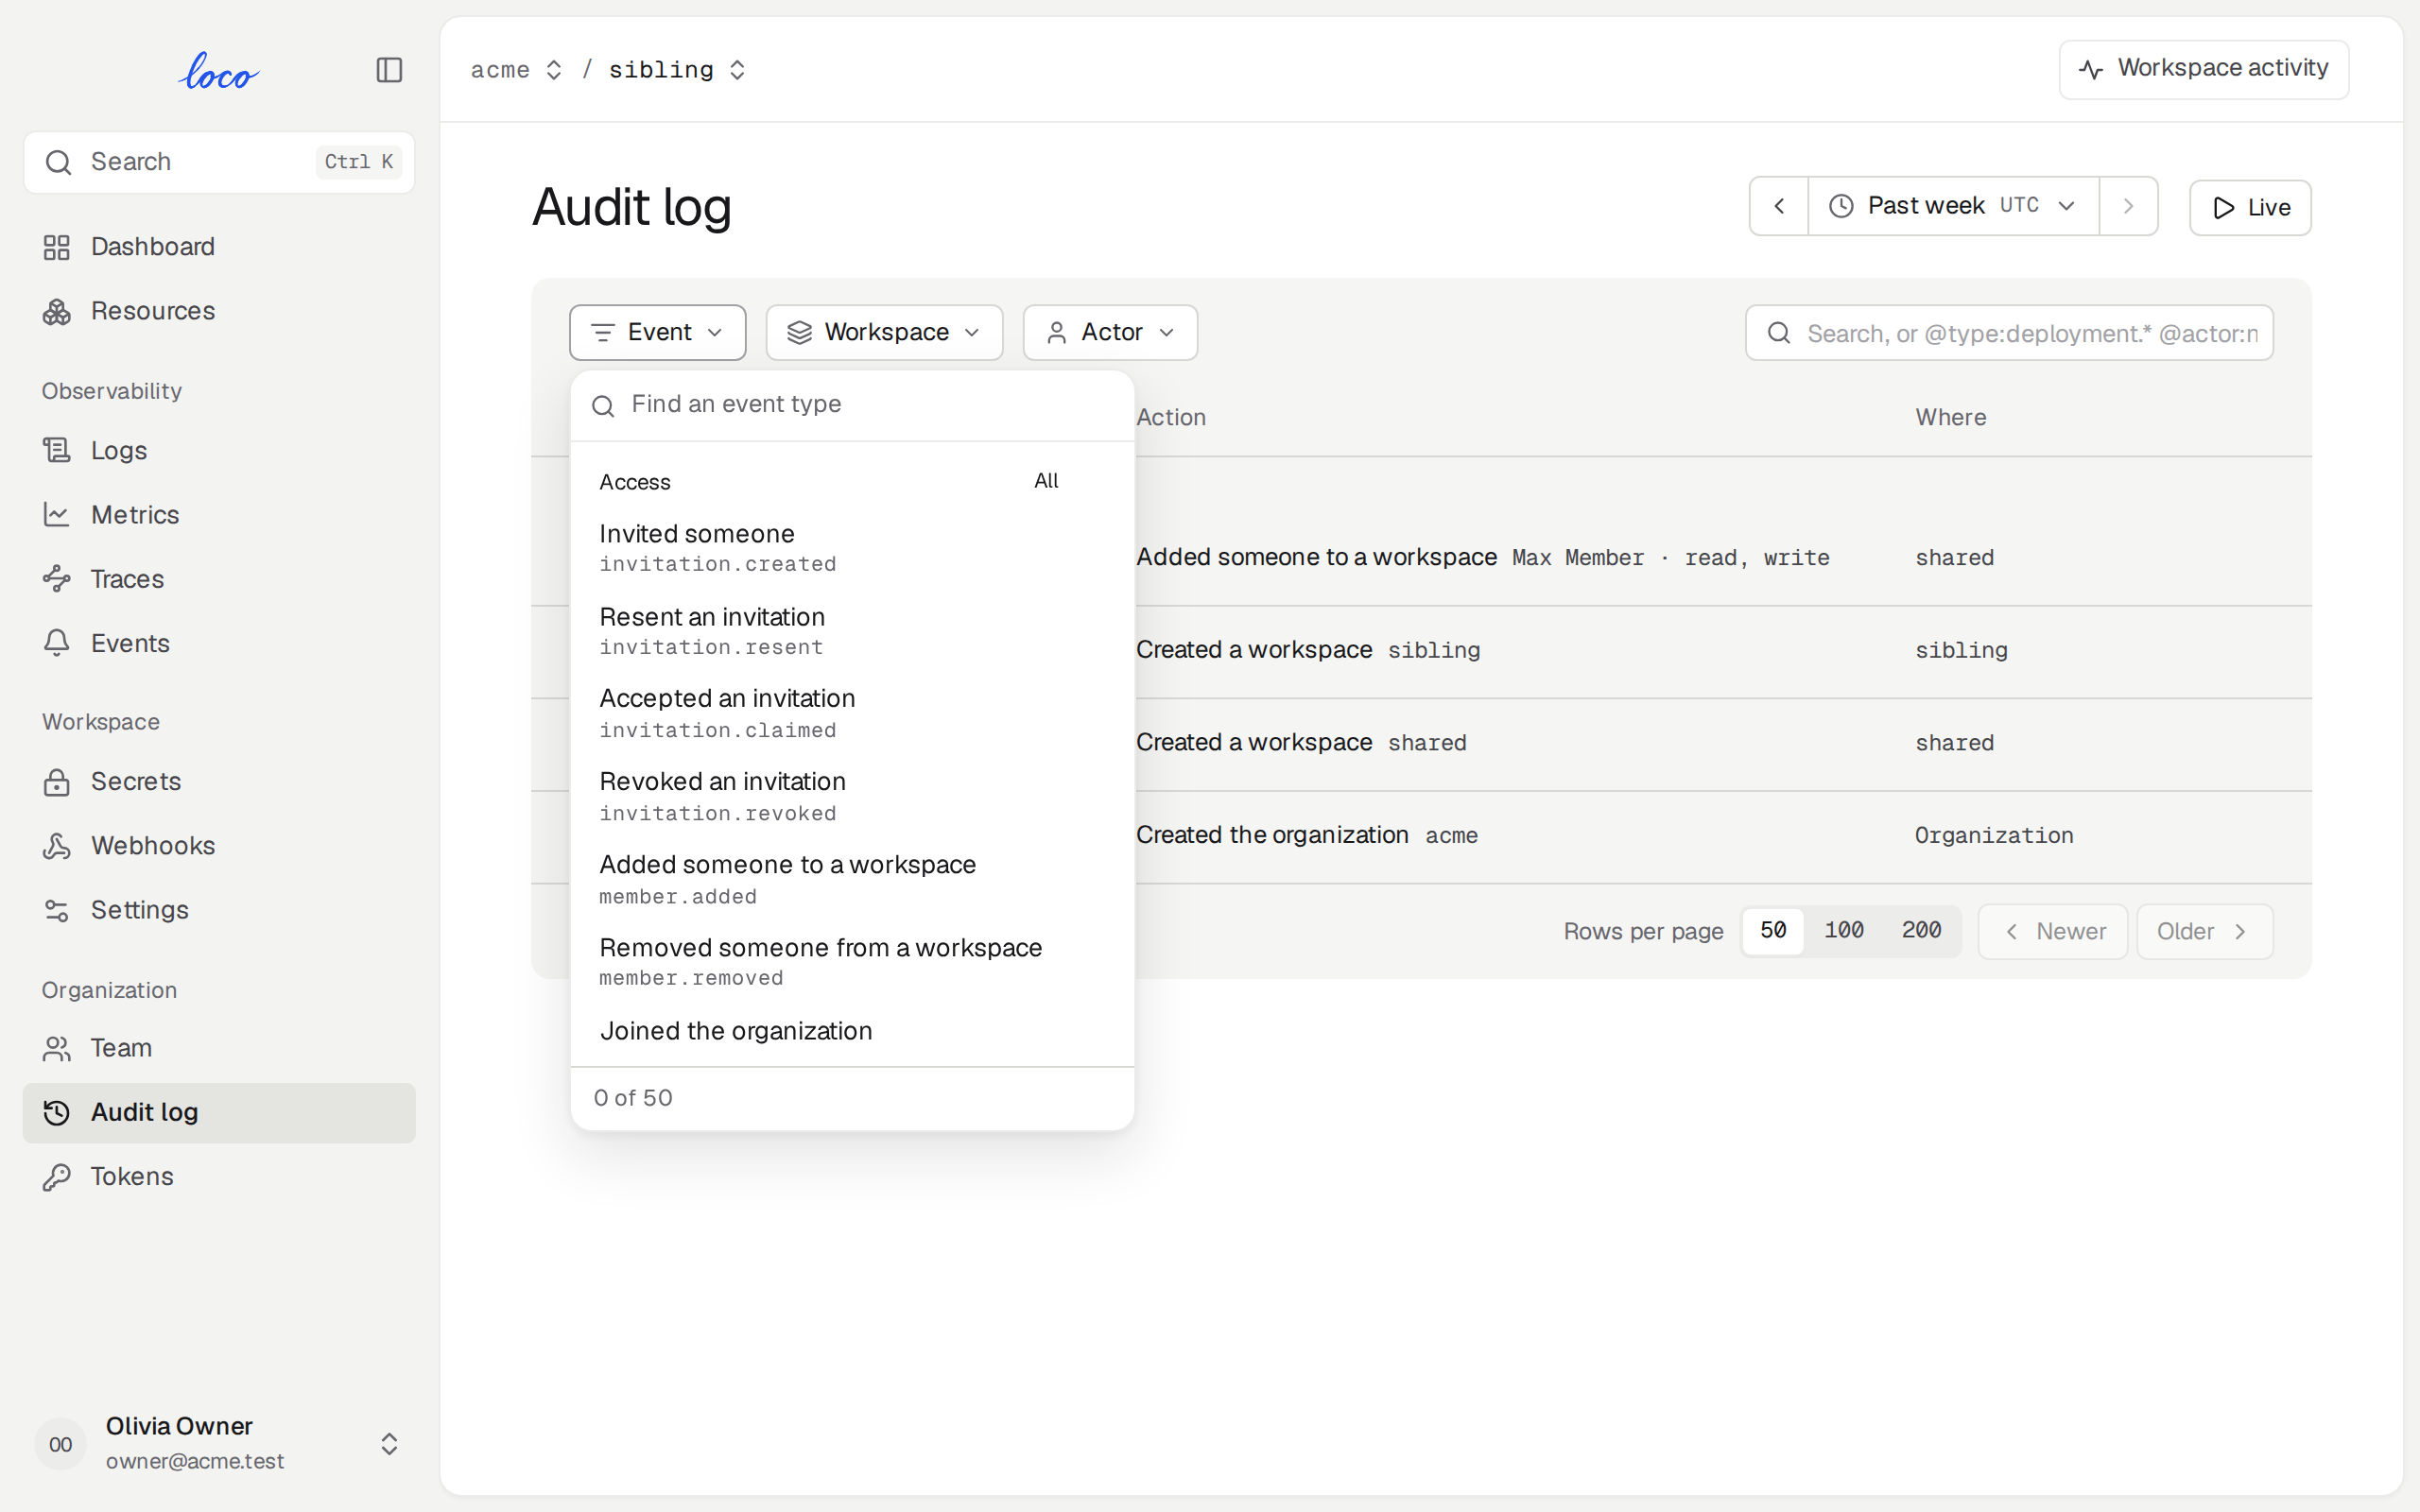 loco
Search Ctrl K
Dashboard
Resources
Observability
Logs
Metrics
Traces
Events
Workspace
Secrets
Webhooks
Settings
Organization
Team
Audit log
Tokens
OO
Olivia Owner
owner@acme.test
acme / sibling
Workspace activity
Audit log
Past week UTC
Live
Event
Workspace
Actor
Search, or @type:deployment.* @actor:n
Find an event type
Access All
Invited someone
invitation.created
Resent an invitation
invitation.resent
Accepted an invitation
invitation.claimed
Revoked an invitation
invitation.revoked
Added someone to a workspace
member.added
Removed someone from a workspace
member.removed
Joined the organization
0 of 50
Action Where
Added someone to a workspace Max Member · read, write shared
Created a workspace sibling sibling
Created a workspace shared shared
Created the organization acme Organization
Rows per page 50 100 200 Newer Older